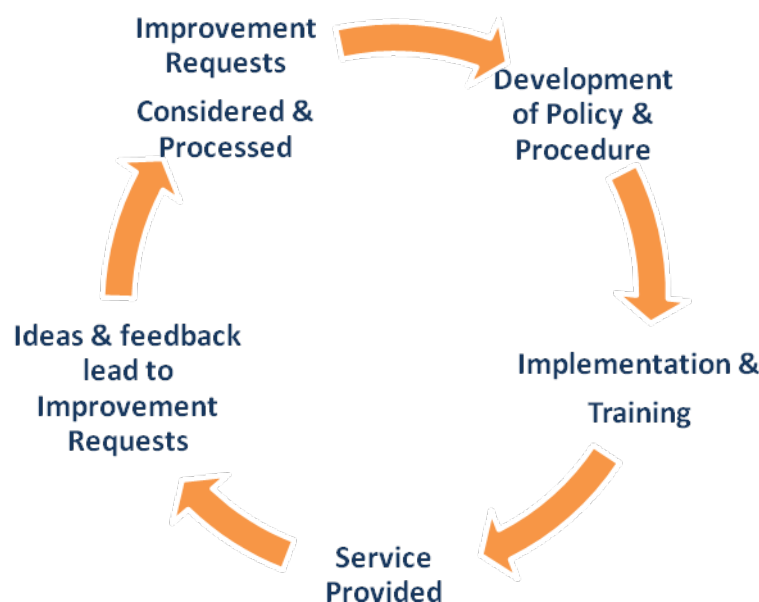 Improvement
Requests
Considered &
Processed
Development
of Policy &
Procedure
Implementation &
Training
Service
Provided
Ideas & feedback
lead to
Improvement
Requests